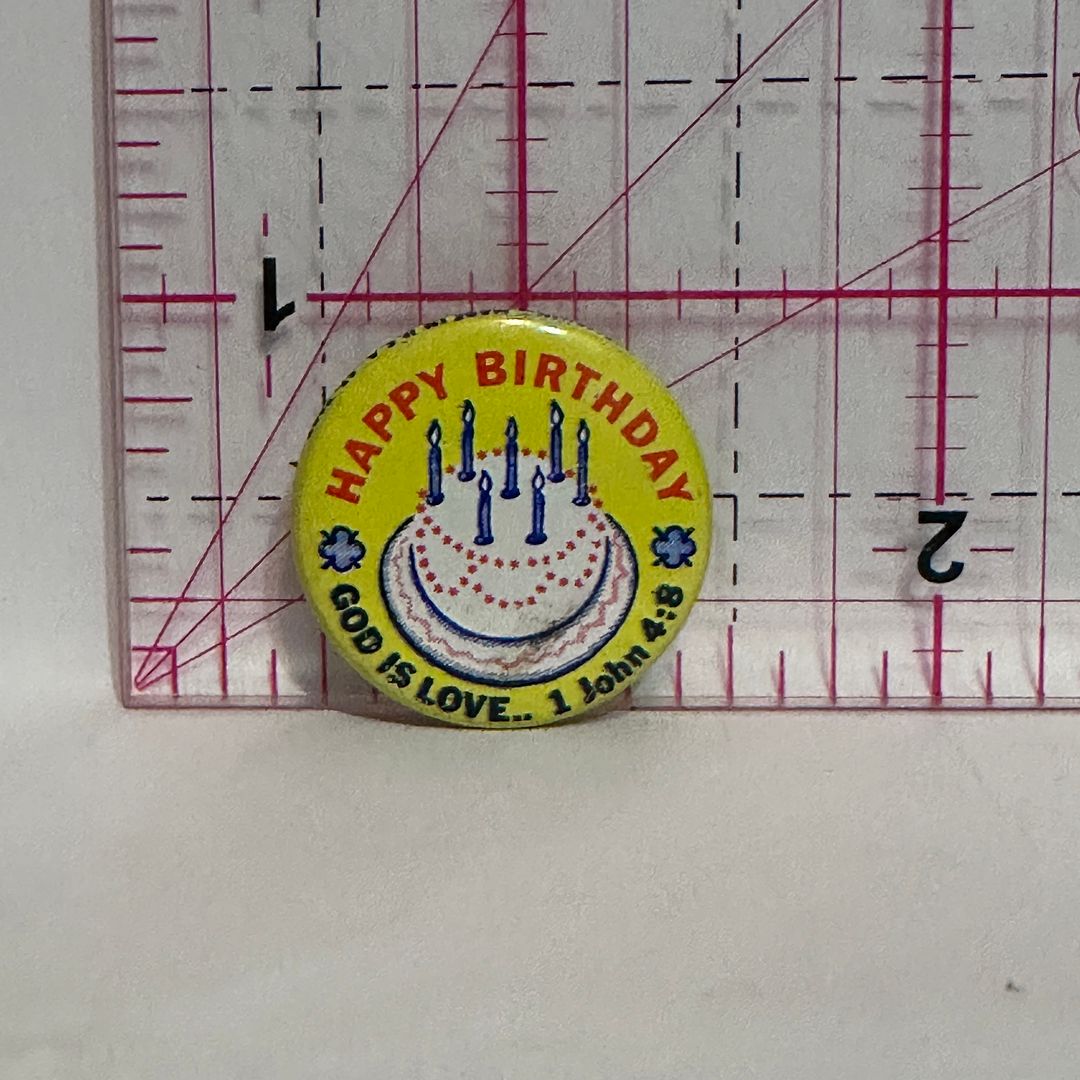 1
HAPPY BIRTHDAY
2
GOD IS LOVE.. 1 John 4:8